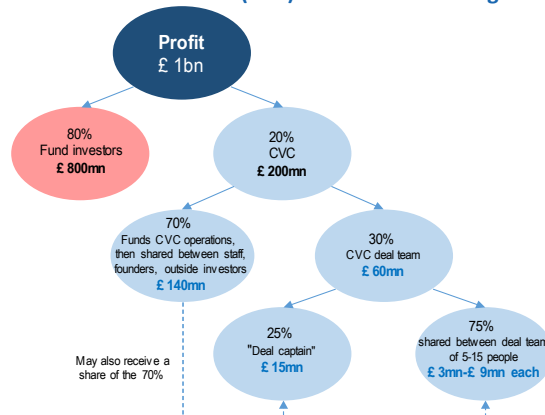 Profit
£ 1bn
80%
Fund investors
£ 800mn
20%
CVC
£ 200mn
70%
Funds CVC operations,
then shared between staff,
founders, outside investors
£ 140mn
30%
CVC deal team
£ 60mn
May also receive a
share of the 70%
25%
"Deal captain"
£ 15mn
75%
shared between deal team
of 5-15 people
£ 3mn-£ 9mn each